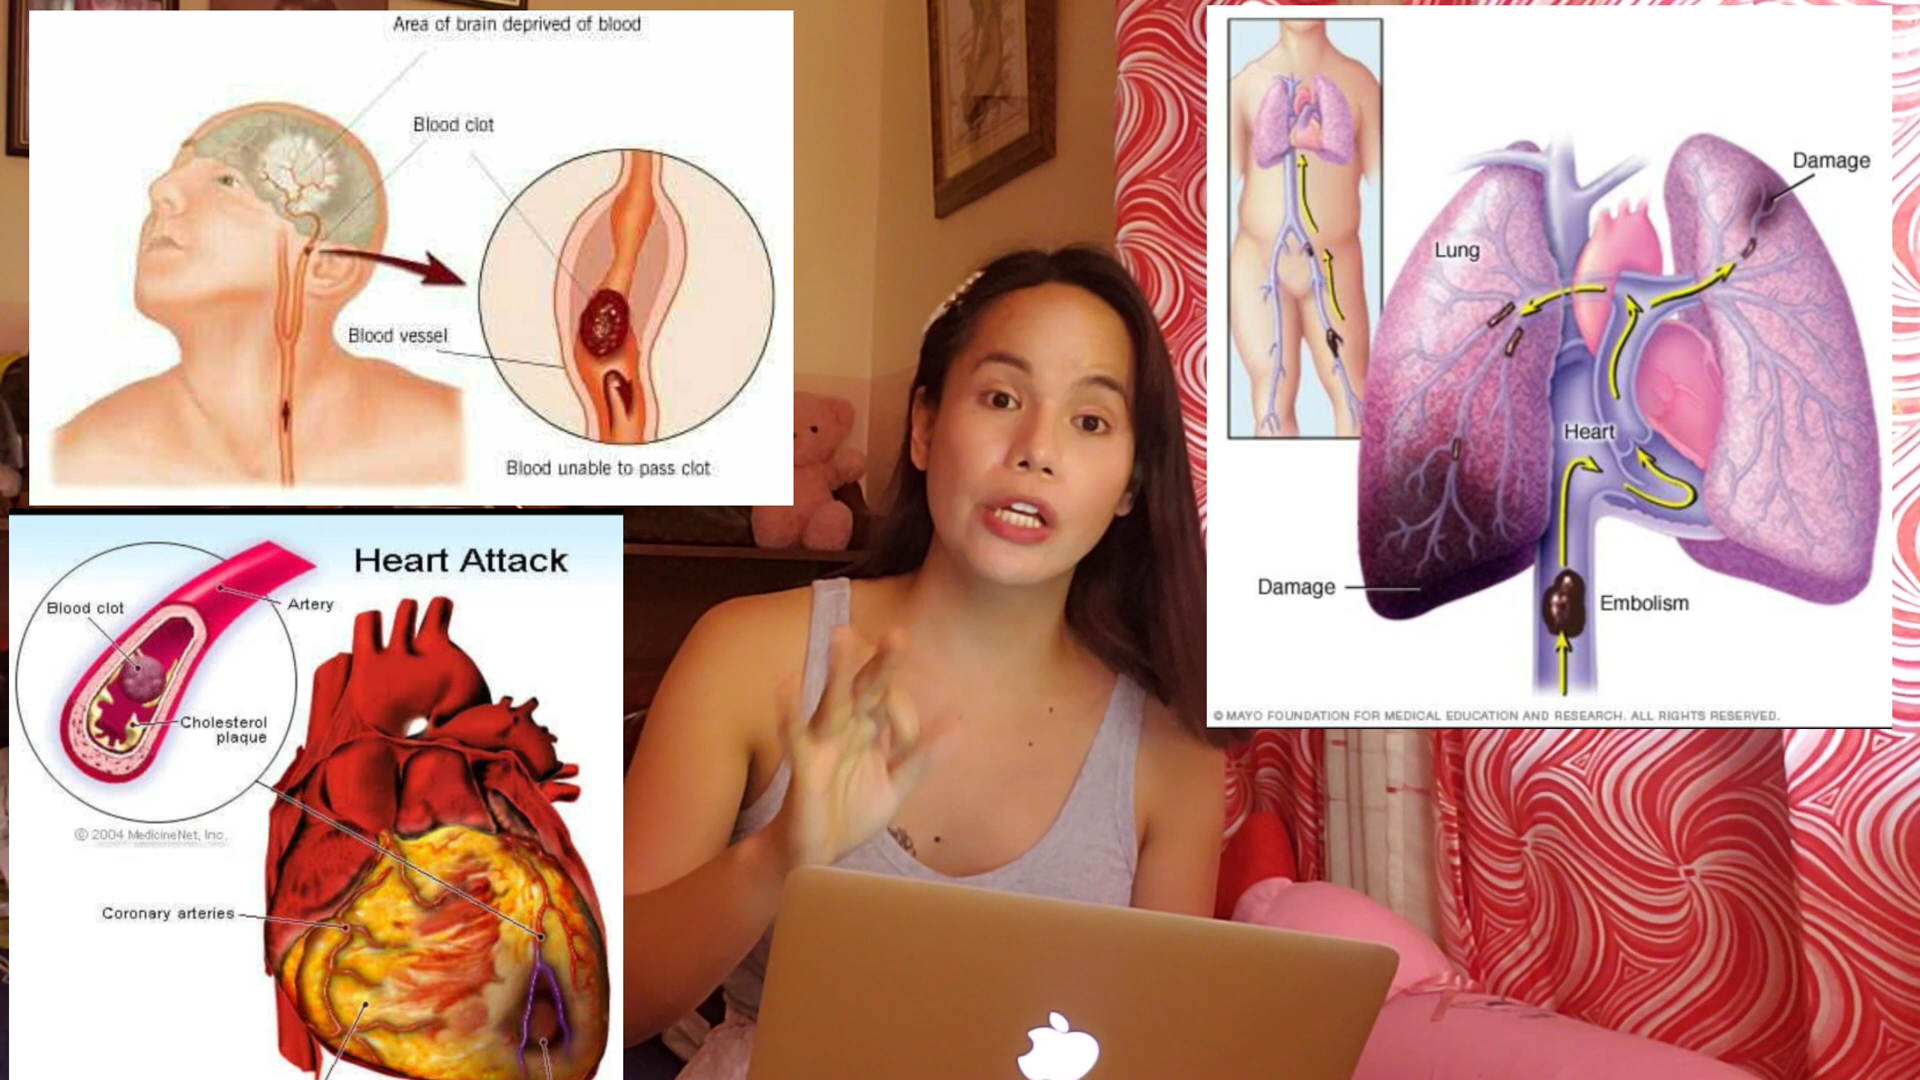 Area of brain deprived of blood
Blood clot
Blood vessel
Blood unable to pass clot
Heart Attack
Blood clot
Artery
Cholesterol
plaque
© 2004 MedicineNet, Inc.
Coronary arteries
Damage
Lung
Heart
Damage
Embolism
© MAYO FOUNDATION FOR MEDICAL EDUCATION AND RESEARCH. ALL RIGHTS RESERVED.